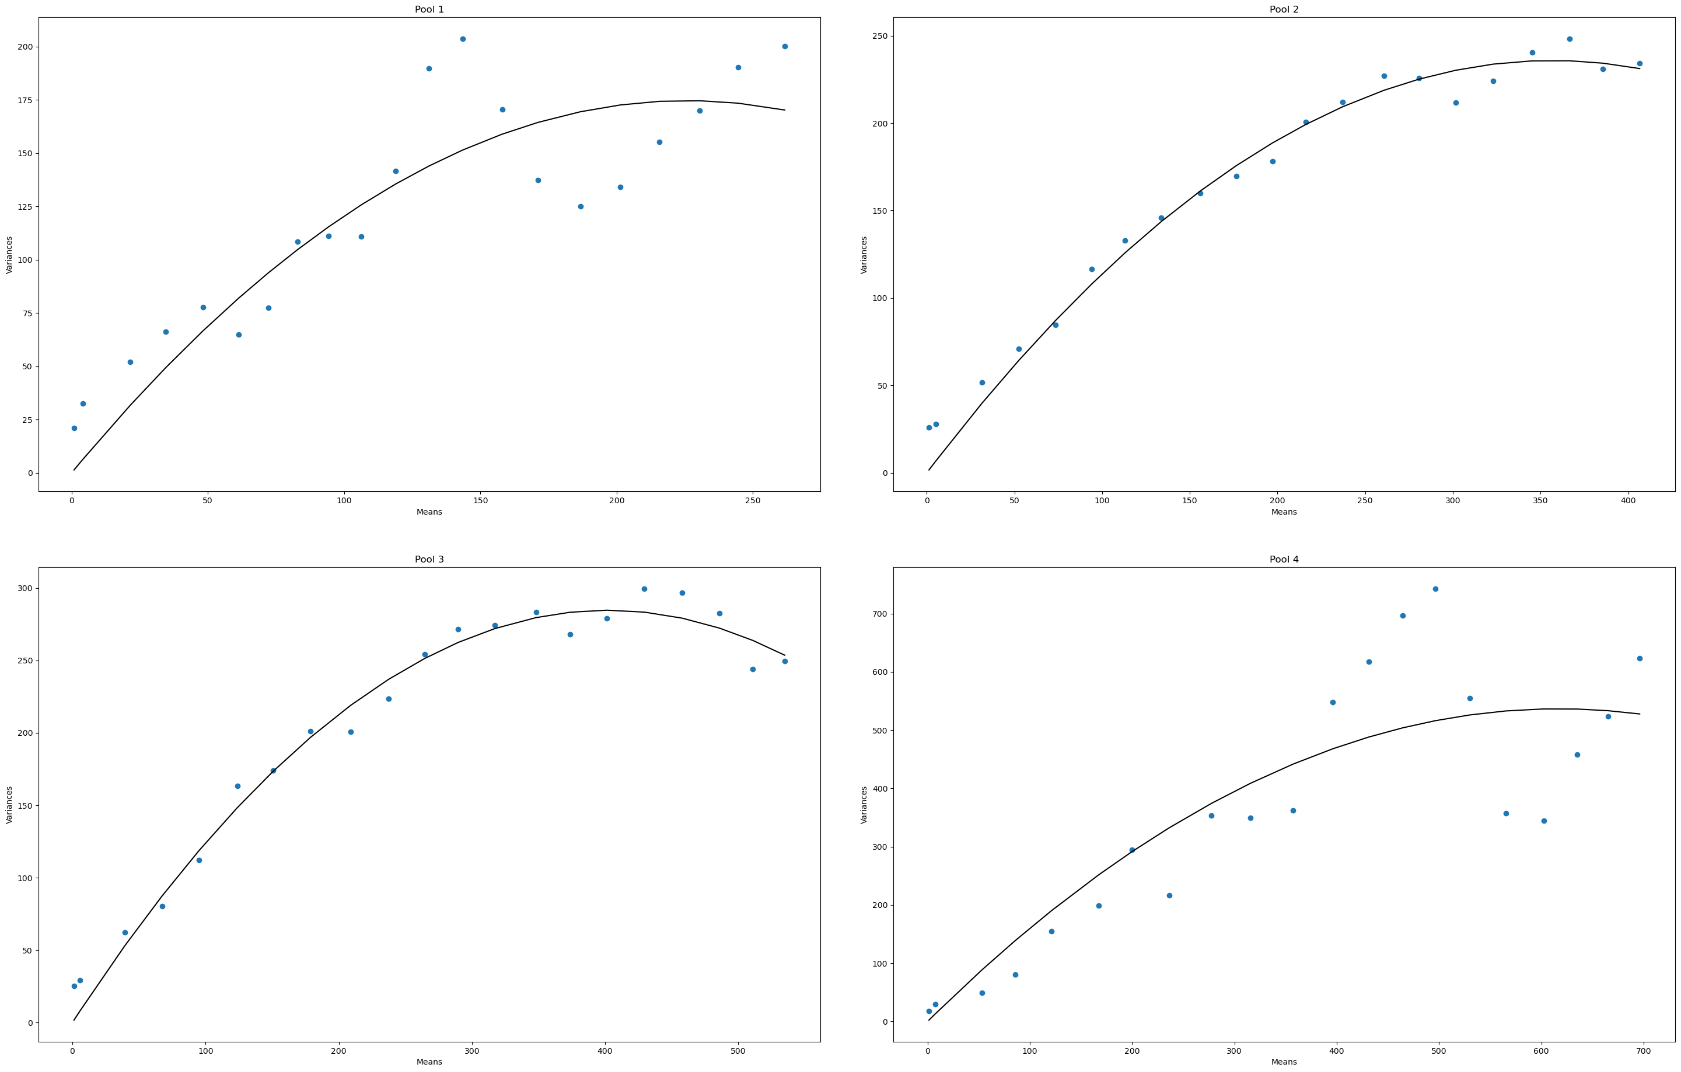 Pool 1
200
175
150
125
100
75
50
25
0
Variances
0 50 100 150 200 250
Means
Pool 2
250
200
150
100
50
0
Variances
0 50 100 150 200 250 300 350 400
Means
Pool 3
300
250
200
150
100
50
0
Variances
0 100 200 300 400 500
Means
Pool 4
700
600
500
400
300
200
100
0
Variances
0 100 200 300 400 500 600 700
Means